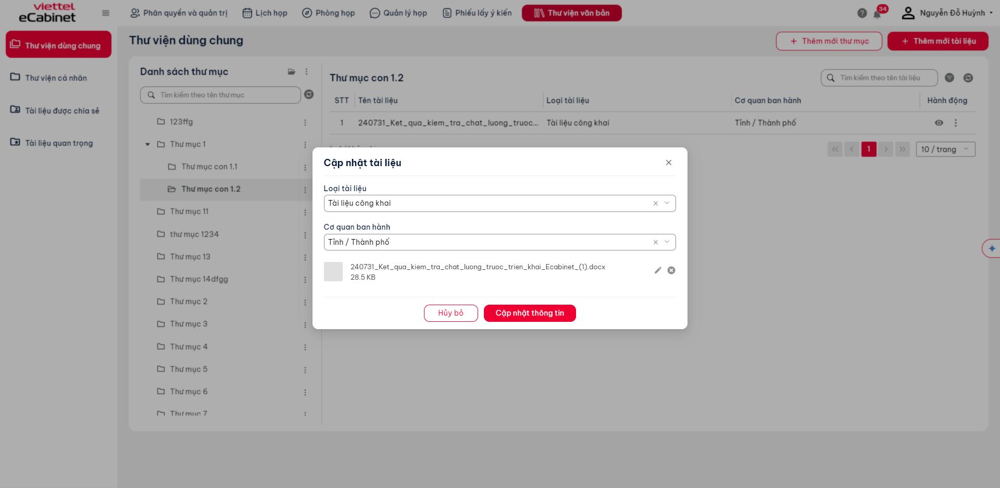 viettel
eCabinet
Phân quyền và quản trị
Lịch họp
Phòng họp
Quản lý họp
Phiếu lấy ý kiến
Thư viện văn bản
34
Nguyễn Đỗ Huỳnh
Thư viện dùng chung
Thư viện cá nhân
Tài liệu được chia sẻ
Tài liệu quan trọng
Thư viện dùng chung
Thêm mới thư mục
Thêm mới tài liệu
Danh sách thư mục
Tìm kiếm theo tên thư mục
123ffg
Thư mục 1
Thư mục con 1.1
Thư mục con 1.2
Thư mục 11
thư mục 1234
Thư mục 13
Thư mục 14dfgg
Thư mục 2
Thư mục 3
Thư mục 4
Thư mục 5
Thư mục 6
Thư mục 7
Thư mục con 1.2
Tìm kiếm theo tên tài liệu
STT Tên tài liệu Loại tài liệu Cơ quan ban hành Hành động
1 240731_Ket_qua_kiem_tra_chat_luong_truoc... Tài liệu công khai Tỉnh / Thành phố
1
10 / trang
Cập nhật tài liệu
Loại tài liệu
Tài liệu công khai
Cơ quan ban hành
Tỉnh / Thành phố
240731_Ket_qua_kiem_tra_chat_luong_truoc_trien_khai_Ecabinet_(1).docx
28.5 KB
Hủy bỏ
Cập nhật thông tin